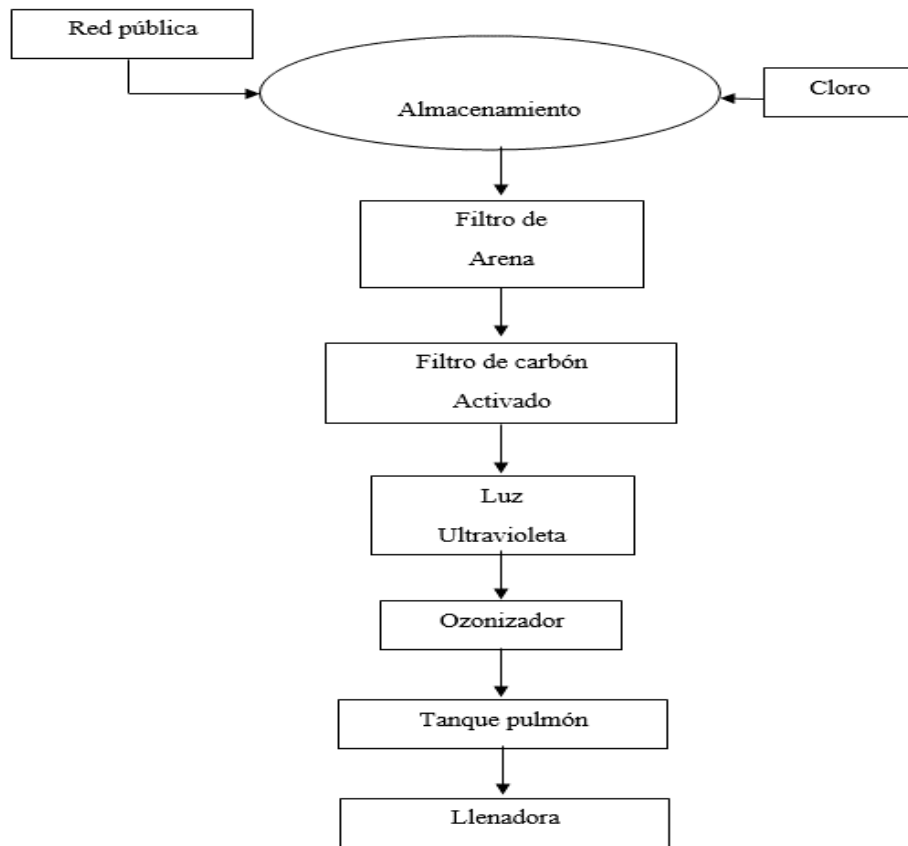 Red pública
Cloro
Almacenamiento
Filtro de
Arena
Filtro de carbón
Activado
Luz
Ultravioleta
Ozonizador
Tanque pulmón
Llenadora